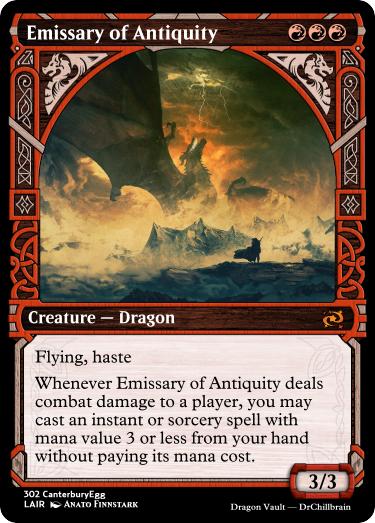 Emissary of Antiquity
Creature — Dragon
Flying, haste
Whenever Emissary of Antiquity deals
combat damage to a player, you may
cast an instant or sorcery spell with
mana value 3 or less from your hand
without paying its mana cost.
3/3
302 CanterburyEgg
LAIR Anato Finnstark
Dragon Vault — DrChillbrain